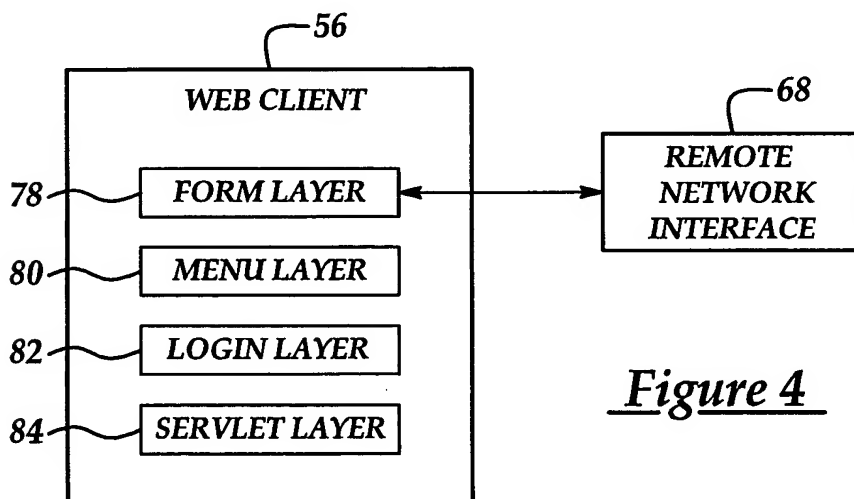 56
WEB CLIENT
68
REMOTE
NETWORK
INTERFACE
78
FORM LAYER
80
MENU LAYER
82
LOGIN LAYER
84
SERVLET LAYER
Figure 4